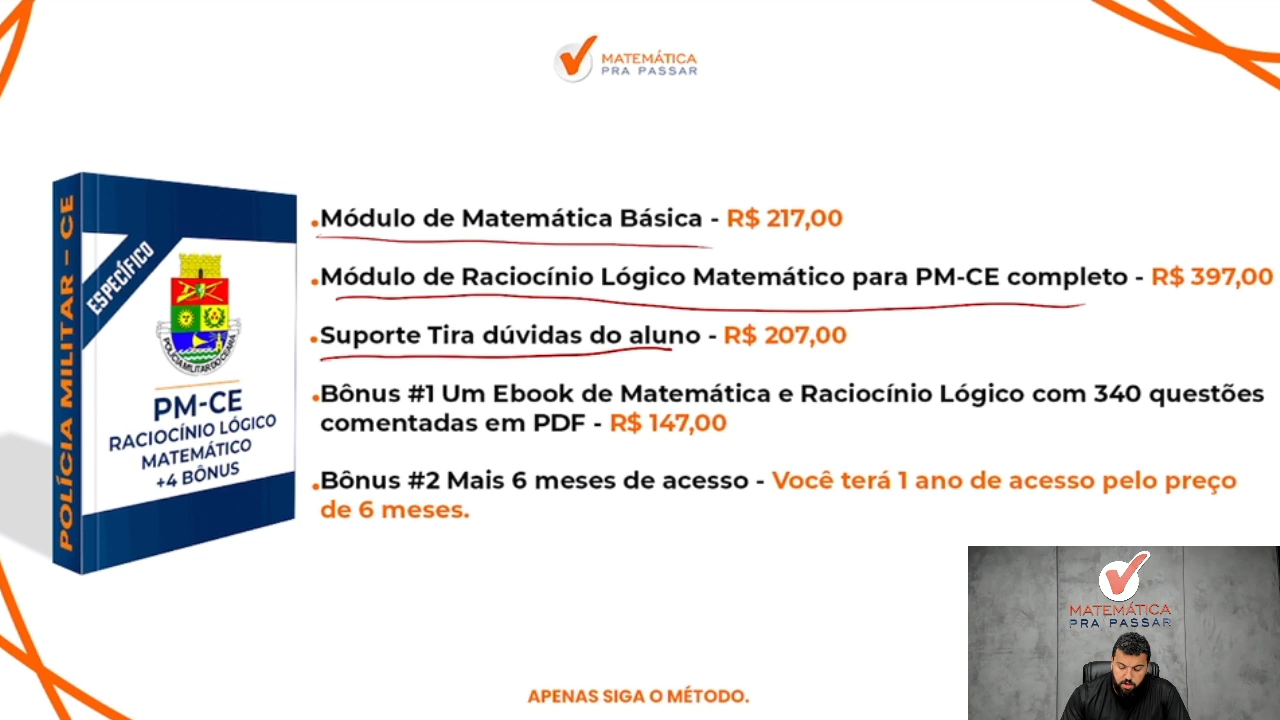 MATEMÁTICA
PRA PASSAR
POLÍCIA MILITAR - CE
ESPECÍFICO
POLÍCIA MILITAR DO CEARÁ
PM-CE
RACIOCÍNIO LÓGICO
MATEMÁTICO
+4 BÔNUS
•Módulo de Matemática Básica - R$ 217,00
•Módulo de Raciocínio Lógico Matemático para PM-CE completo - R$ 397,00
•Suporte Tira dúvidas do aluno - R$ 207,00
•Bônus #1 Um Ebook de Matemática e Raciocínio Lógico com 340 questões
comentadas em PDF - R$ 147,00
•Bônus #2 Mais 6 meses de acesso - Você terá 1 ano de acesso pelo preço
de 6 meses.
MATEMÁTICA
PRA PASSAR
APENAS SIGA O MÉTODO.